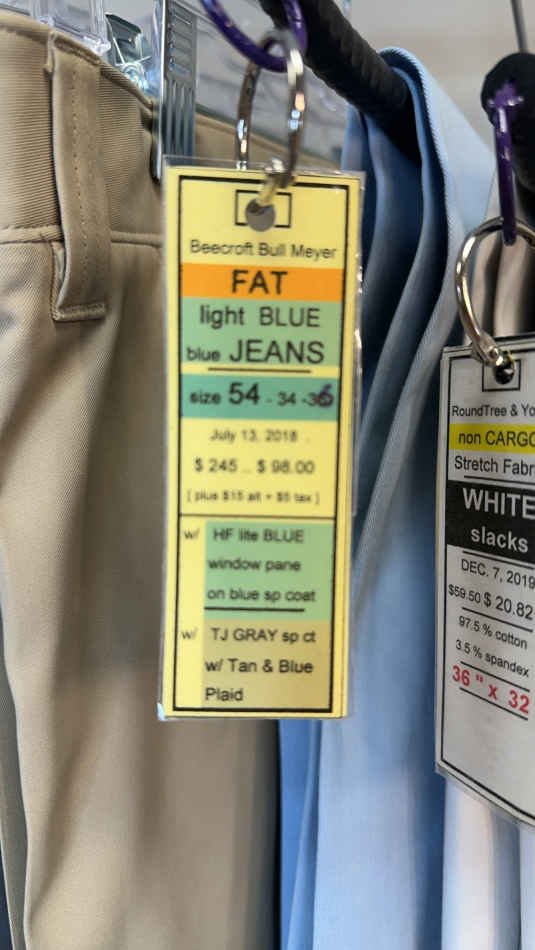 Beecroft Bull Meyer
FAT
light BLUE
blue JEANS
size 54 - 34 -36
July 13, 2018 .
$ 245 .. $ 98.00
[ plus $15 alt + $5 tax ]
w/ HF lite BLUE
window pane
on blue sp coat
w/ TJ GRAY sp ct
w/ Tan & Blue
Plaid
RoundTree & Yo
non CARGO
Stretch Fabr
WHITE
slacks
DEC. 7, 2019
$59.50 $ 20.82
97.5 % cotton
3.5 % spandex
36 " x 32